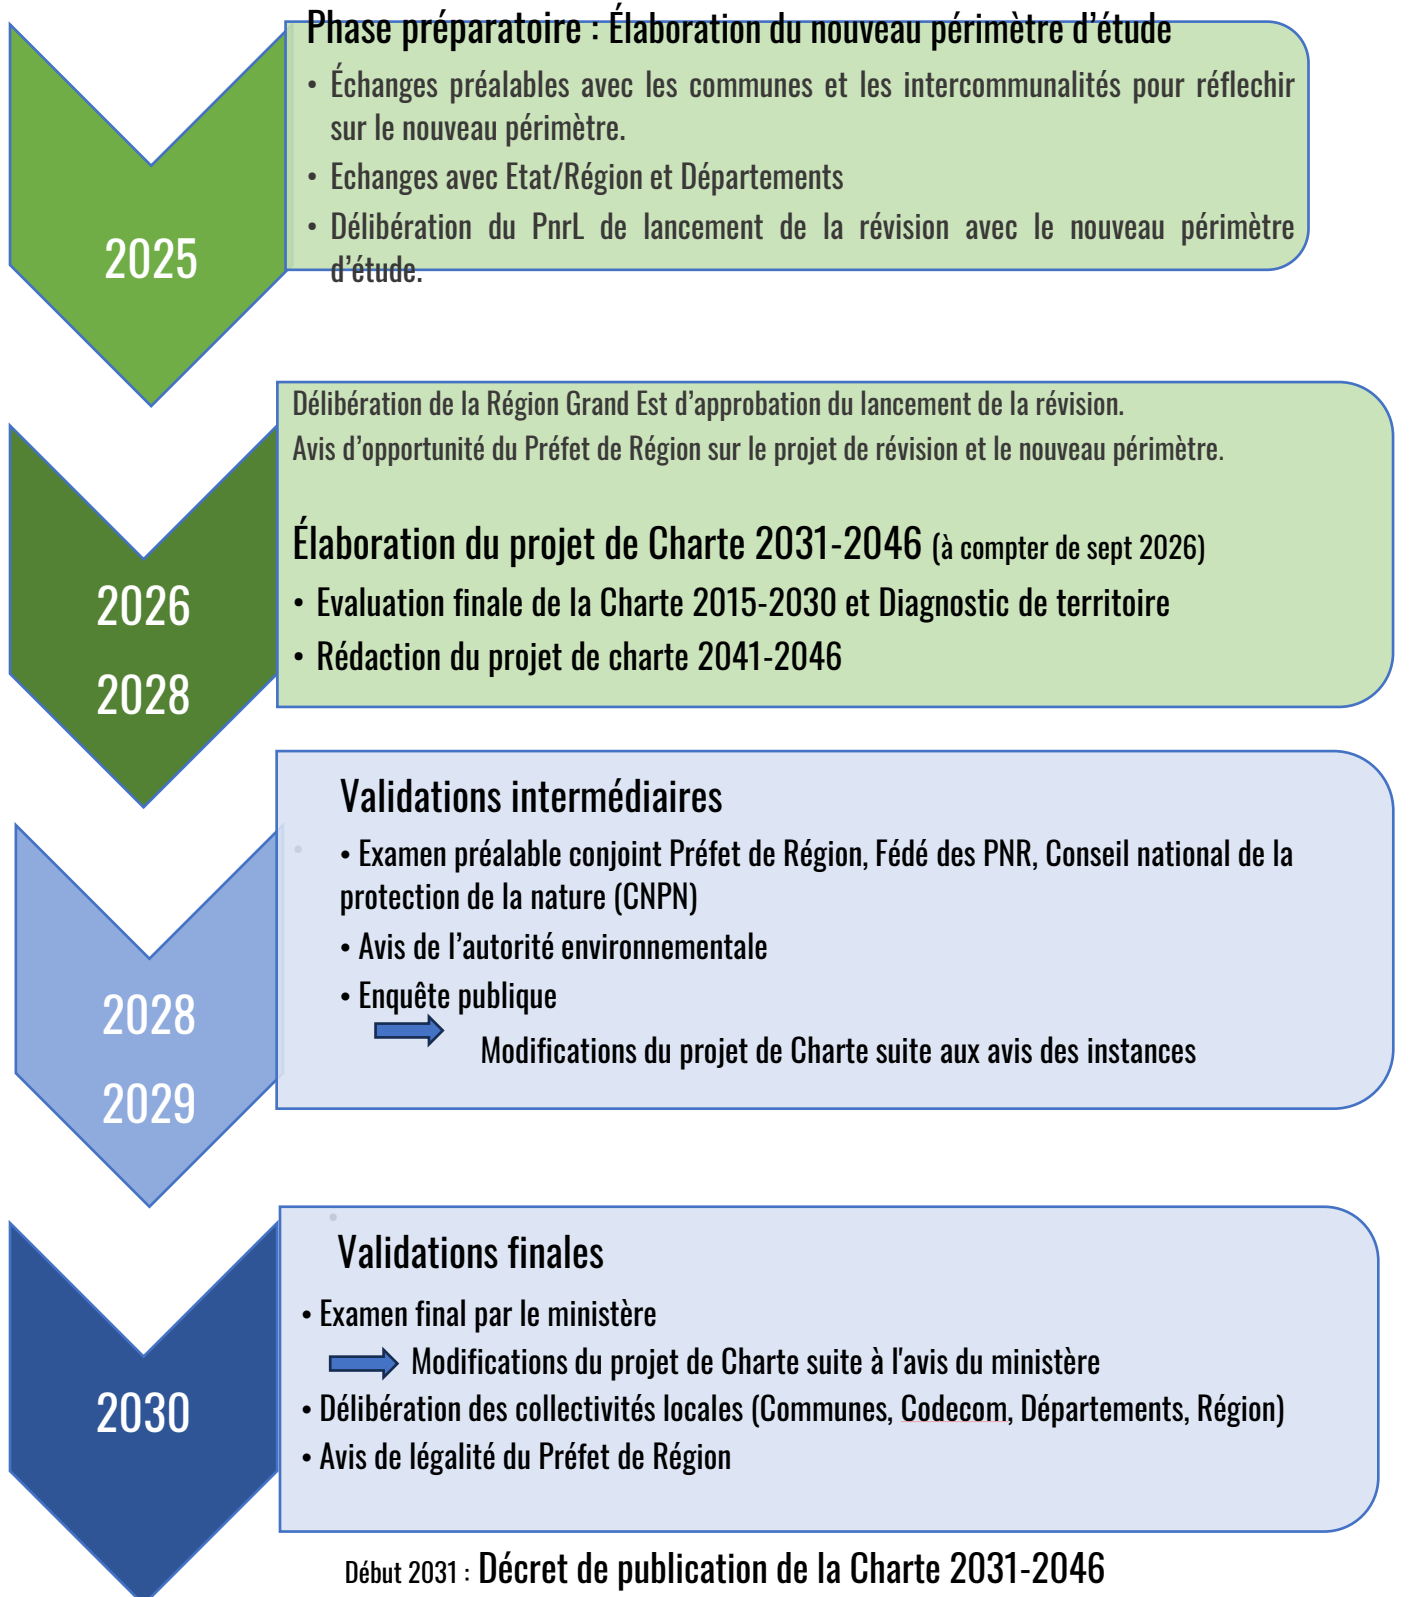 Phase préparatoire : Élaboration du nouveau périmètre d’étude
• Échanges préalables avec les communes et les intercommunalités pour réflechir
sur le nouveau périmètre.
• Echanges avec Etat/Région et Départements
• Délibération du PnrL de lancement de la révision avec le nouveau périmètre
d’étude.
2025
Délibération de la Région Grand Est d’approbation du lancement de la révision.
Avis d’opportunité du Préfet de Région sur le projet de révision et le nouveau périmètre.
Élaboration du projet de Charte 2031-2046 (à compter de sept 2026)
• Evaluation finale de la Charte 2015-2030 et Diagnostic de territoire
• Rédaction du projet de charte 2041-2046
2026
2028
Validations intermédiaires
• Examen préalable conjoint Préfet de Région, Fédé des PNR, Conseil national de la
protection de la nature (CNPN)
• Avis de l’autorité environnementale
• Enquête publique
Modifications du projet de Charte suite aux avis des instances
2028
2029
Validations finales
• Examen final par le ministère
Modifications du projet de Charte suite à l'avis du ministère
• Délibération des collectivités locales (Communes, Codecom, Départements, Région)
• Avis de légalité du Préfet de Région
2030
Début 2031 : Décret de publication de la Charte 2031-2046